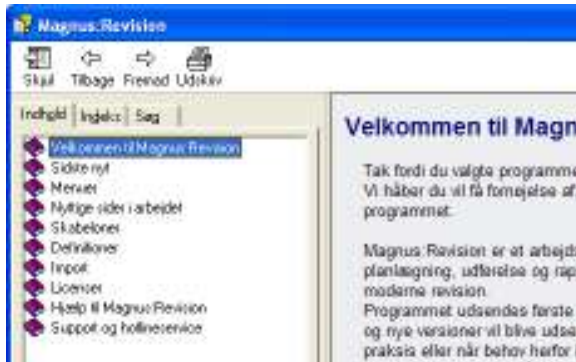 Magnus:Revision
Skjul Tilbage Fremad Udskriv
Indhold Indeks Søg
Velkommen til Magnus:Revision
Sidste nyt
Menuer
Nyttige sider i arbejdet
Skabeloner
Definitioner
Import
Licenser
Hjælp til Magnus:Revision
Support og hotlineservice
Velkommen til Magn
Tak fordi du valgte programme
Vi håber du vil få fornøjelse af
programmet.
Magnus:Revision er et arbejds
planlægning, udførelse og rap
moderne revision.
Programmet udsendes første
og nye versioner vil blive udse
praksis eller når behov herfor